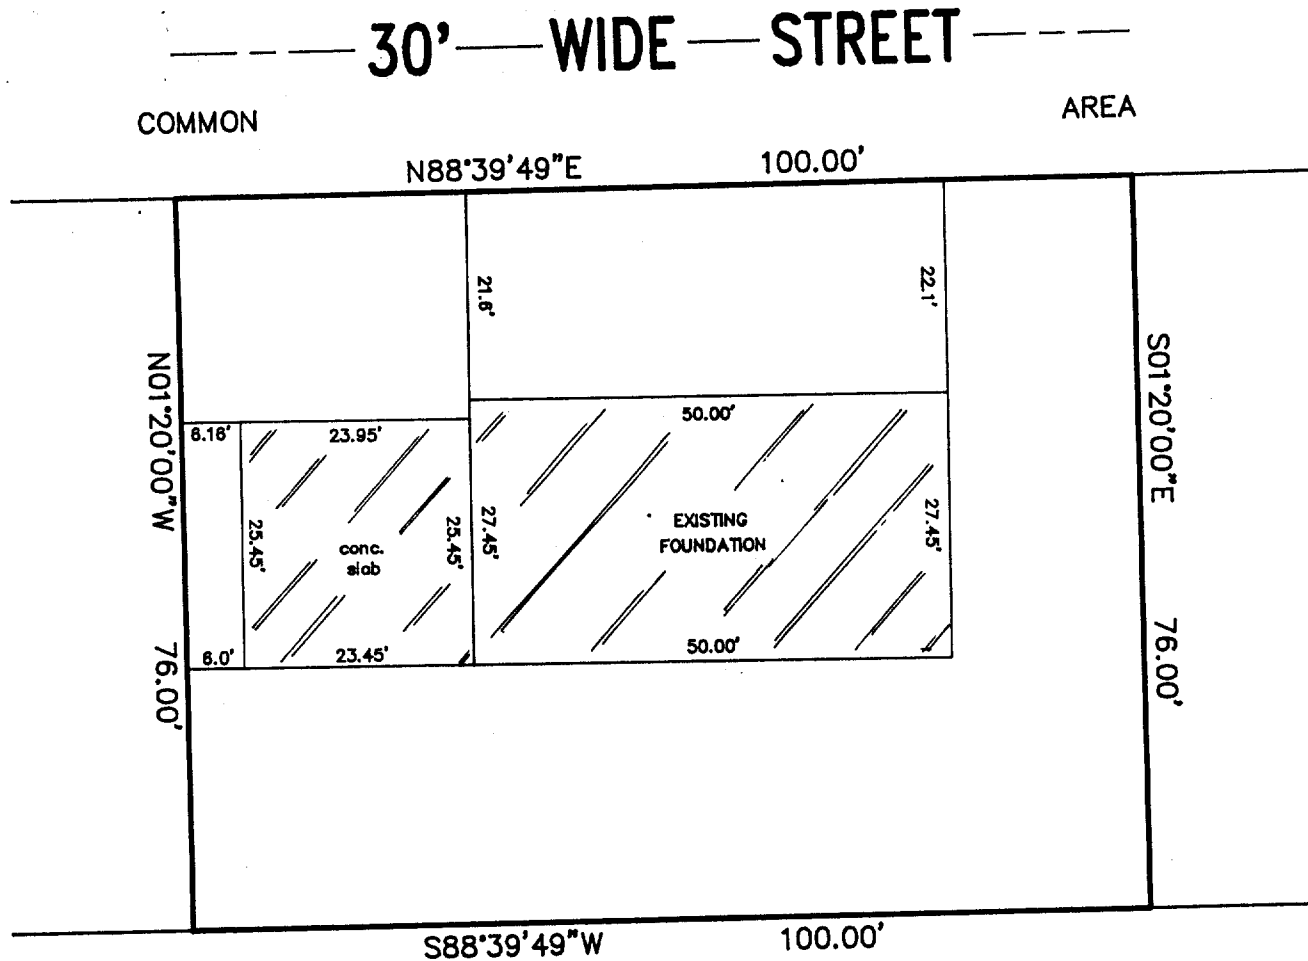 30' WIDE STREET
COMMON AREA
N88°39'49"E 100.00'
21.6'
22.1'
N01°20'00"W 76.00'
S01°20'00"E 76.00'
6.16' 23.95'
50.00'
25.45'
25.45'
27.45'
27.45'
conc.
slab
EXISTING
FOUNDATION
6.0' 23.45'
50.00'
S88°39'49"W 100.00'